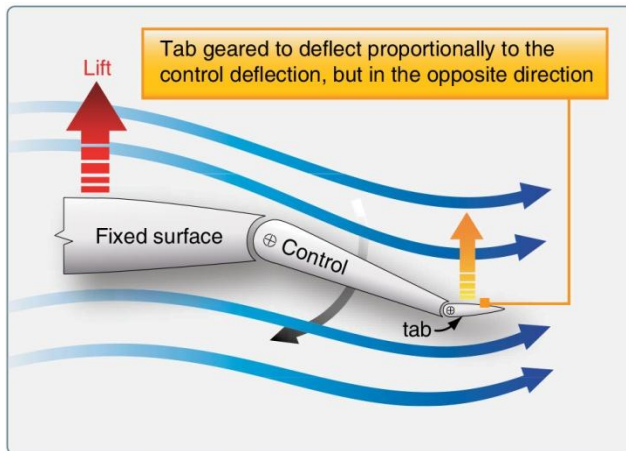 Tab geared to deflect proportionally to the
control deflection, but in the opposite direction
Lift
Fixed surface
Control
tab